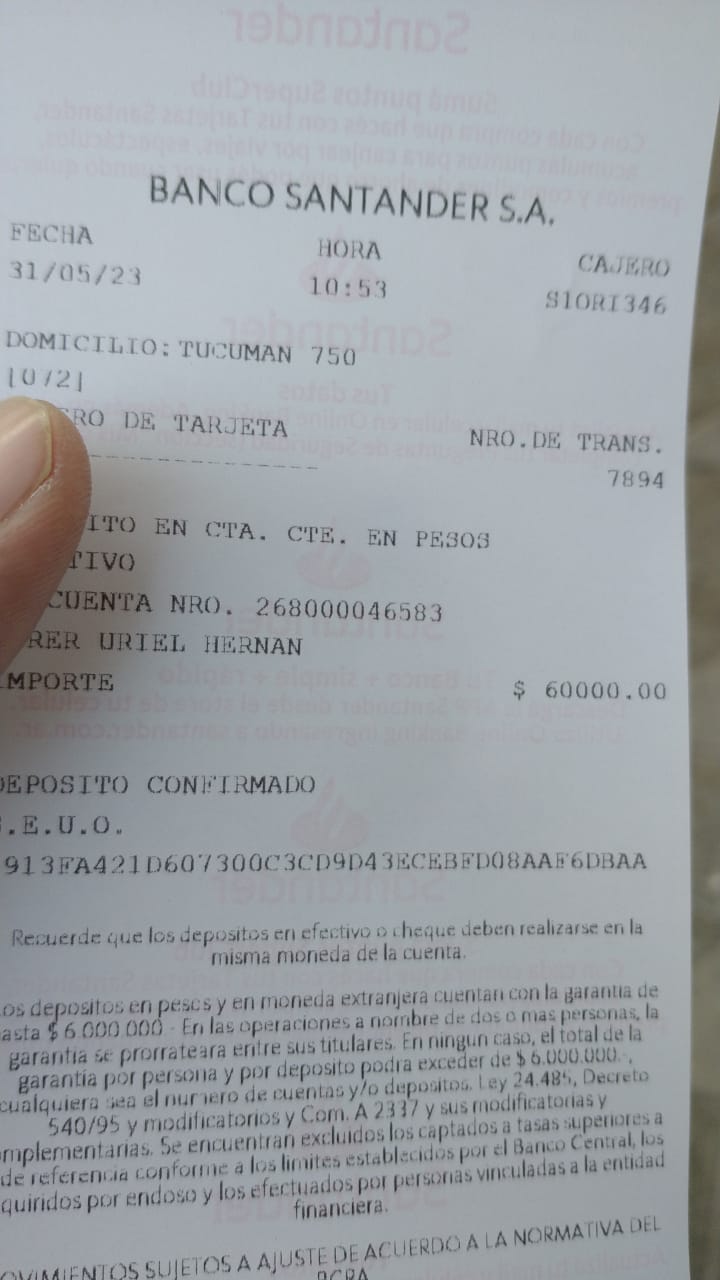 BANCO SANTANDER S.A.
FECHA HORA CAJERO
31/05/23 10:53 S1ORI346
DOMICILIO: TUCUMAN 750
[072]
ERO DE TARJETA NRO.DE TRANS.
7894
ITO EN CTA. CTE. EN PESOS
TIVO
CUENTA NRO. 268000046583
RER URIEL HERNAN
IMPORTE $ 60000.00
DEPOSITO CONFIRMADO
.E.U.O.
913FA421D607300C3CD9D43ECEBFD08AAF6DBAA
Recuerde que los depositos en efectivo o cheque deben realizarse en la
misma moneda de la cuenta.
os depositos en pesos y en moneda extranjera cuentan con la garantia de
asta $ 6.000.000 - En las operaciones a nombre de dos o mas personas, la
garantia se prorrateara entre sus titulares. En ningun caso, el total de la
garantia por persona y por deposito podra exceder de $ 6.000.000.-,
cualquiera sea el numero de cuentas y/o depositos. Ley 24.485, Decreto
540/95 y modificatorios y Com. A 2337 y sus modificatorias y
mplementarias. Se encuentran excluidos los captados a tasas superiores a
de referencia conforme a los limites establecidos por el Banco Central, los
quiridos por endoso y los efectuados por personas vinculadas a la entidad
financiera.
OVIMIENTOS SUJETOS A AJUSTE DE ACUERDO A LA NORMATIVA DEL
BCRA